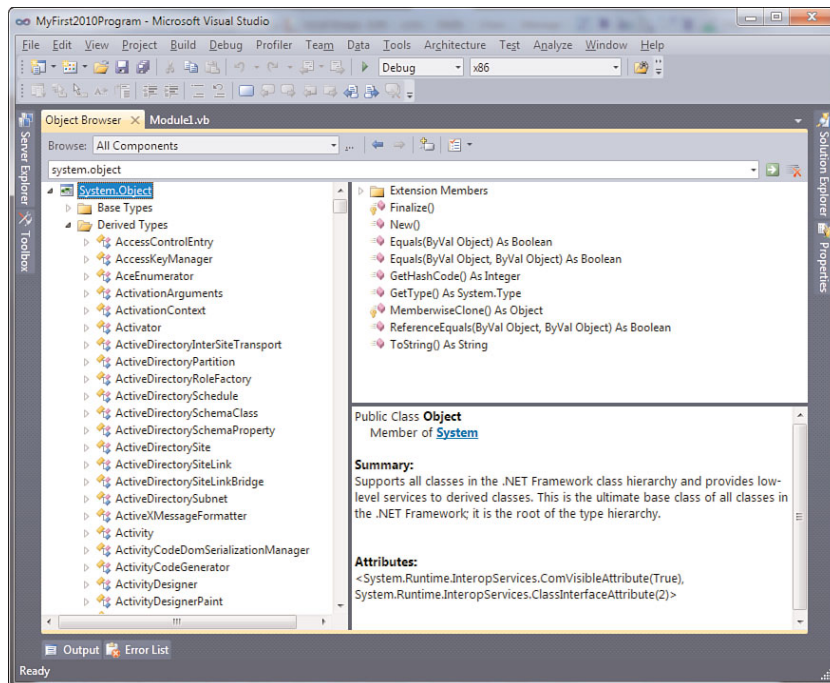 MyFirst2010Program - Microsoft Visual Studio
File Edit View Project Build Debug Profiler Team Data Tools Architecture Test Analyze Window Help
Debug x86
Object Browser Module1.vb
Server Explorer
Toolbox
Solution Explorer
Properties
Browse: All Components ...
system.object
System.Object
Base Types
Derived Types
AccessControlEntry
AccessKeyManager
AceEnumerator
ActivationArguments
ActivationContext
Activator
ActiveDirectoryInterSiteTransport
ActiveDirectoryPartition
ActiveDirectoryRoleFactory
ActiveDirectorySchedule
ActiveDirectorySchemaClass
ActiveDirectorySchemaProperty
ActiveDirectorySite
ActiveDirectorySiteLink
ActiveDirectorySiteLinkBridge
ActiveDirectorySubnet
ActiveXMessageFormatter
Activity
ActivityCodeDomSerializationManager
ActivityCodeGenerator
ActivityDesigner
ActivityDesignerPaint
Extension Members
Finalize()
New()
Equals(ByVal Object) As Boolean
Equals(ByVal Object, ByVal Object) As Boolean
GetHashCode() As Integer
GetType() As System.Type
MemberwiseClone() As Object
ReferenceEquals(ByVal Object, ByVal Object) As Boolean
ToString() As String
Public Class Object
Member of System
Summary:
Supports all classes in the .NET Framework class hierarchy and provides low-
level services to derived classes. This is the ultimate base class of all classes in
the .NET Framework; it is the root of the type hierarchy.
Attributes:
<System.Runtime.InteropServices.ComVisibleAttribute(True),
System.Runtime.InteropServices.ClassInterfaceAttribute(2)>
Output Error List
Ready